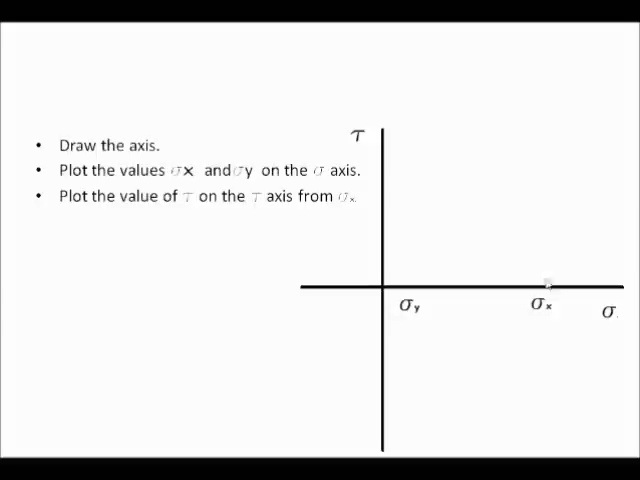 • Draw the axis.
• Plot the values σx and σy on the σ axis.
• Plot the value of τ on the τ axis from σx.
τ
σy
σx
σ